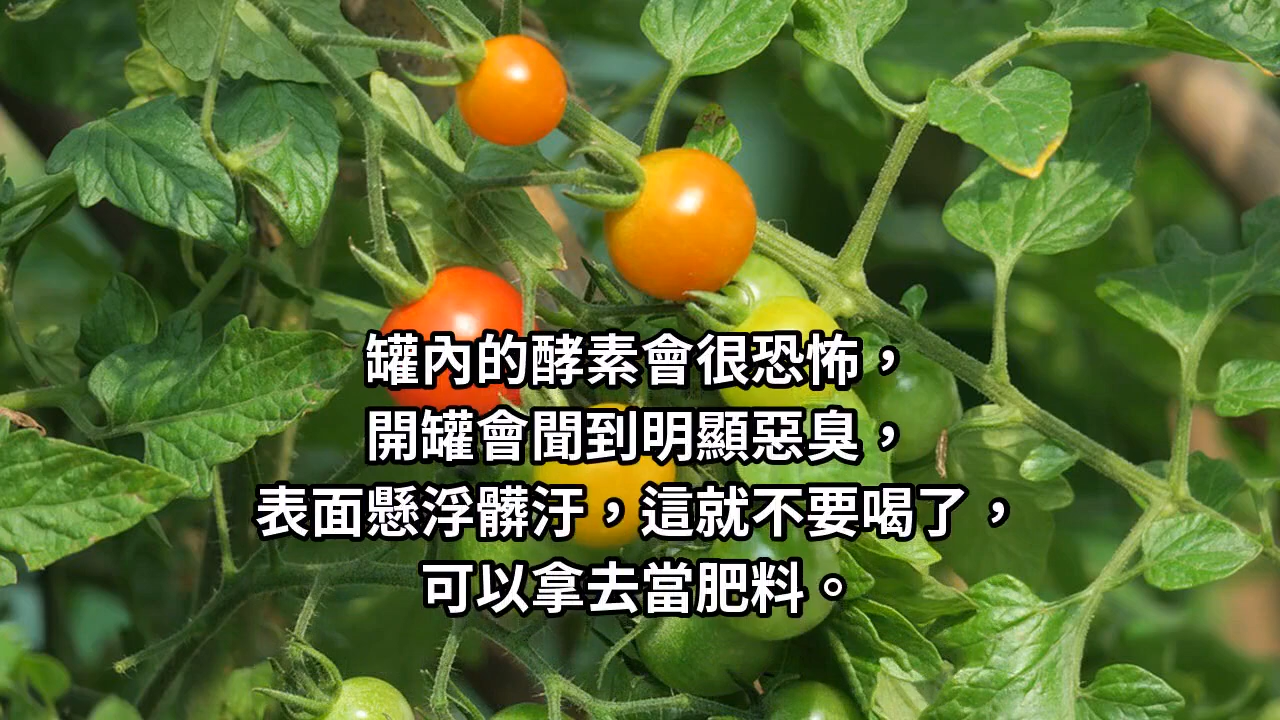 罐內的酵素會很恐怖，
開罐會聞到明顯惡臭，
表面懸浮髒汙，這就不要喝了，
可以拿去當肥料。